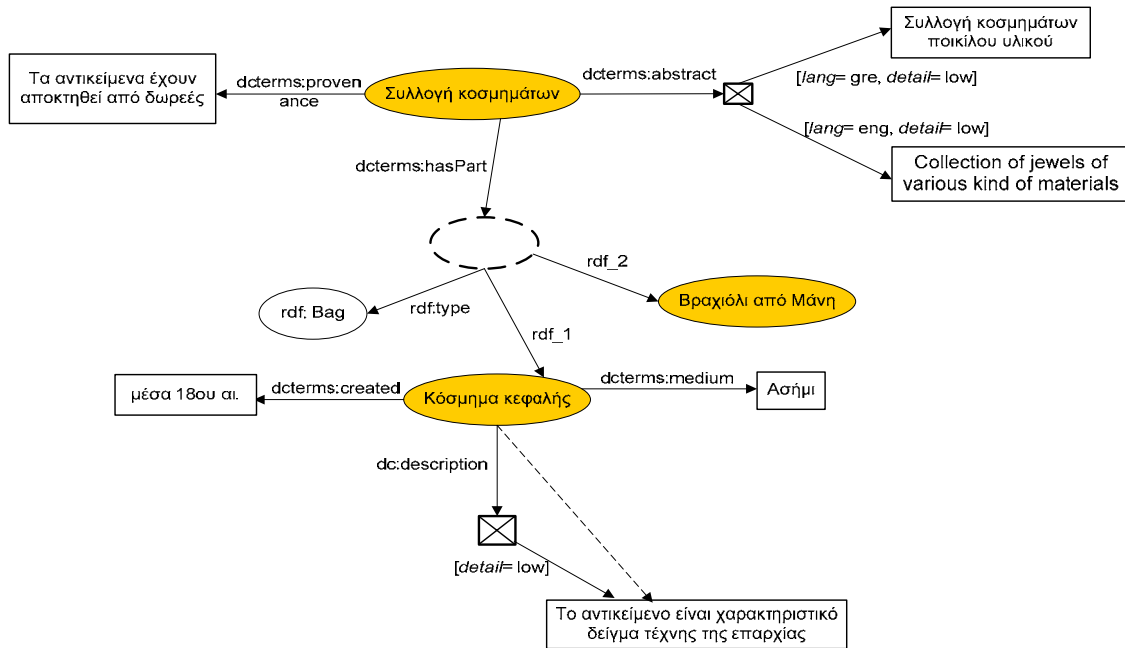 Συλλογή κοσμημάτων
ποικίλου υλικού
Τα αντικείμενα έχουν
αποκτηθεί από δωρεές
dcterms:proven
ance
Συλλογή κοσμημάτων
dcterms:abstract
[lang= gre, detail= low]
[lang= eng, detail= low]
Collection of jewels of
various kind of materials
dcterms:hasPart
rdf_2
Βραχιόλι από Μάνη
rdf: Bag
rdf:type
rdf_1
μέσα 18ου αι.
dcterms:created
Κόσμημα κεφαλής
dcterms:medium
Ασήμι
dc:description
[detail= low]
Το αντικείμενο είναι χαρακτηριστικό
δείγμα τέχνης της επαρχίας